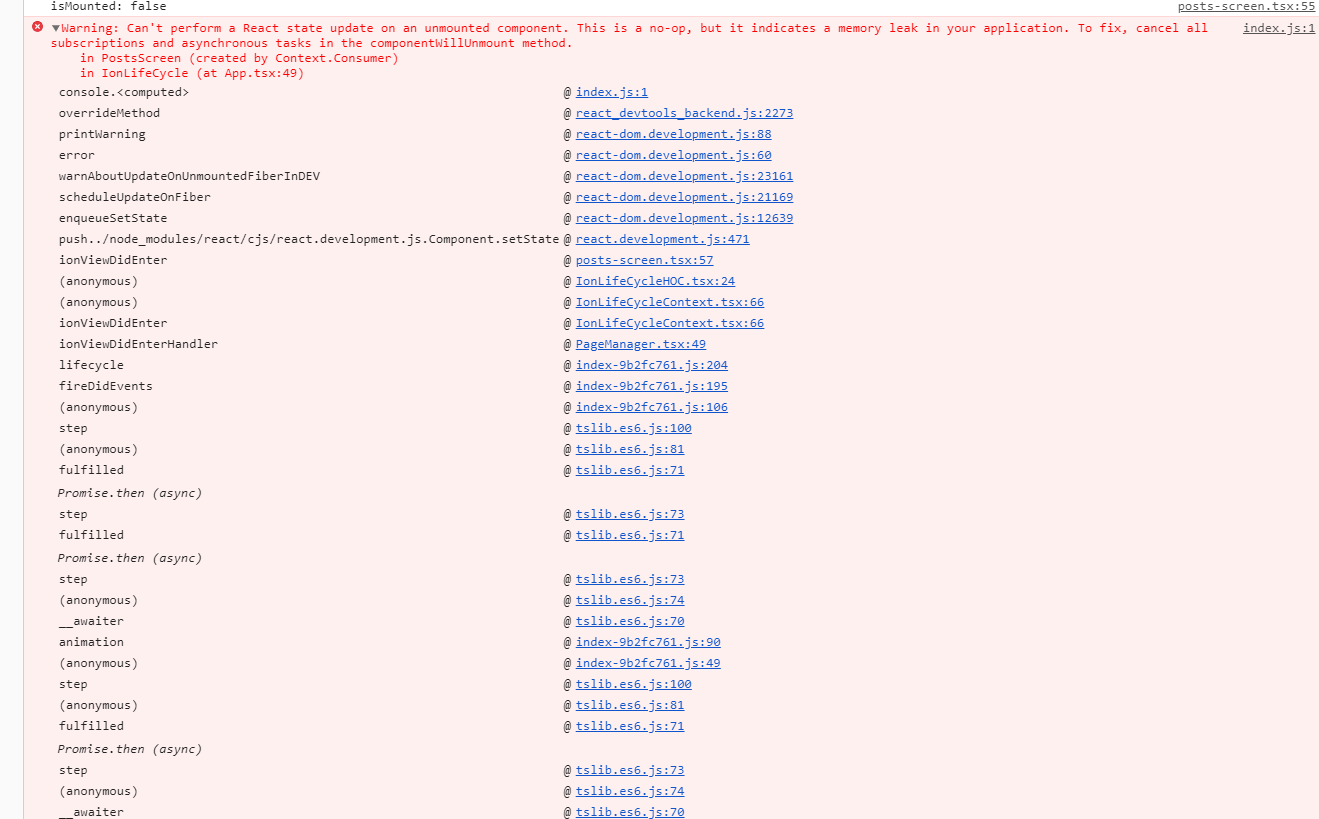 isMounted: false posts-screen.tsx:55
▼Warning: Can't perform a React state update on an unmounted component. This is a no-op, but it indicates a memory leak in your application. To fix, cancel all index.js:1
subscriptions and asynchronous tasks in the componentWillUnmount method.
in PostsScreen (created by Context.Consumer)
in IonLifeCycle (at App.tsx:49)
console.<computed> @ index.js:1
overrideMethod @ react_devtools_backend.js:2273
printWarning @ react-dom.development.js:88
error @ react-dom.development.js:60
warnAboutUpdateOnUnmountedFiberInDEV @ react-dom.development.js:23161
scheduleUpdateOnFiber @ react-dom.development.js:21169
enqueueSetState @ react-dom.development.js:12639
push../node_modules/react/cjs/react.development.js.Component.setState @ react.development.js:471
ionViewDidEnter @ posts-screen.tsx:57
(anonymous) @ IonLifeCycleHOC.tsx:24
(anonymous) @ IonLifeCycleContext.tsx:66
ionViewDidEnter @ IonLifeCycleContext.tsx:66
ionViewDidEnterHandler @ PageManager.tsx:49
lifecycle @ index-9b2fc761.js:204
fireDidEvents @ index-9b2fc761.js:195
(anonymous) @ index-9b2fc761.js:106
step @ tslib.es6.js:100
(anonymous) @ tslib.es6.js:81
fulfilled @ tslib.es6.js:71
Promise.then (async)
step @ tslib.es6.js:73
fulfilled @ tslib.es6.js:71
Promise.then (async)
step @ tslib.es6.js:73
(anonymous) @ tslib.es6.js:74
__awaiter @ tslib.es6.js:70
animation @ index-9b2fc761.js:90
(anonymous) @ index-9b2fc761.js:49
step @ tslib.es6.js:100
(anonymous) @ tslib.es6.js:81
fulfilled @ tslib.es6.js:71
Promise.then (async)
step @ tslib.es6.js:73
(anonymous) @ tslib.es6.js:74
__awaiter @ tslib.es6.js:70